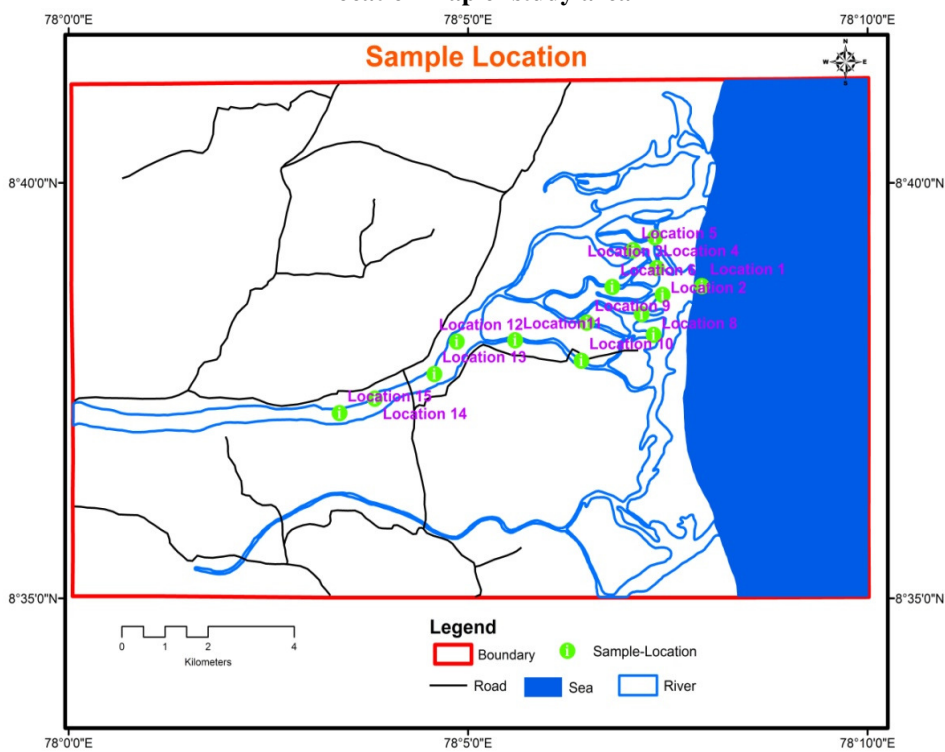 78°0'0"E
78°5'0"E
78°10'0"E
Sample Location
N
W
E
S
8°40'0"N
8°40'0"N
Location 5
Location 4
Location 6
Location 1
Location 2
Location 9
Location 12
Location11
Location 8
Location 10
Location 13
Location 15
Location 14
8°35'0"N
8°35'0"N
0
1
2
4
Kilometers
Legend
Boundary
Sample-Location
Road
Sea
River
78°0'0"E
78°5'0"E
78°10'0"E